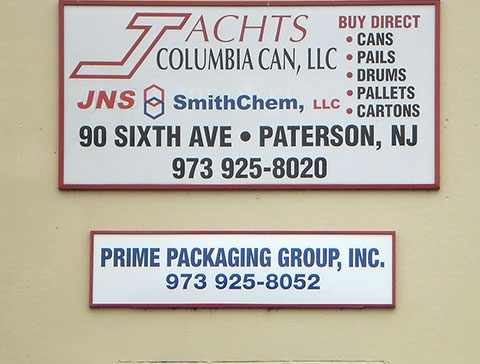 JACHTS
COLUMBIA CAN, LLC
JNS SmithChem, LLC
BUY DIRECT
• CANS
• PAILS
• DRUMS
• PALLETS
• CARTONS
90 SIXTH AVE • PATERSON, NJ
973 925-8020
PRIME PACKAGING GROUP, INC.
973 925-8052